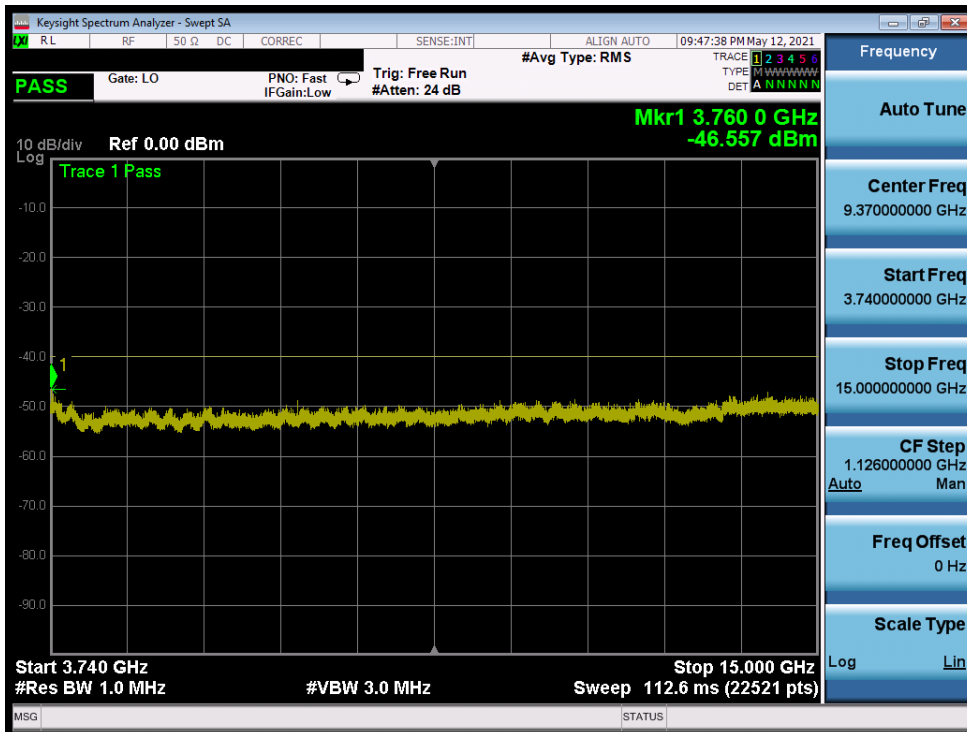 Keysight Spectrum Analyzer - Swept SA
LXI RL RF 50 Ω DC CORREC SENSE:INT ALIGN AUTO 09:47:38 PM May 12, 2021
PASS
Gate: LO
PNO: Fast
IFGain:Low
Trig: Free Run
#Atten: 24 dB
#Avg Type: RMS
TRACE 1 2 3 4 5 6
TYPE M WWWWW
DET A N N N N N
Mkr1 3.760 0 GHz
-46.557 dBm
10 dB/div Ref 0.00 dBm
Log
Trace 1 Pass
-10.0
-20.0
-30.0
-40.0
1
-50.0
-60.0
-70.0
-80.0
-90.0
Start 3.740 GHz Stop 15.000 GHz
#Res BW 1.0 MHz #VBW 3.0 MHz Sweep 112.6 ms (22521 pts)
MSG STATUS
Frequency
Auto Tune
Center Freq
9.370000000 GHz
Start Freq
3.740000000 GHz
Stop Freq
15.000000000 GHz
CF Step
1.126000000 GHz
Auto Man
Freq Offset
0 Hz
Scale Type
Log Lin